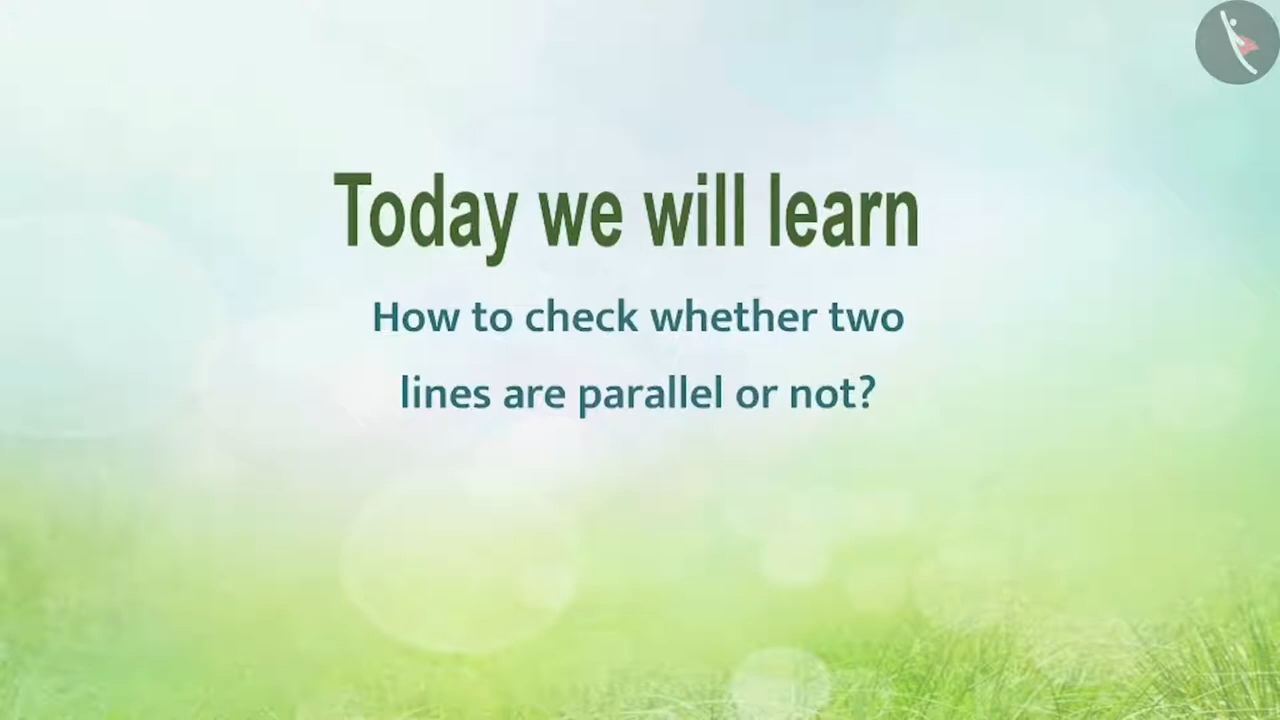 Today we will learn
How to check whether two
lines are parallel or not?